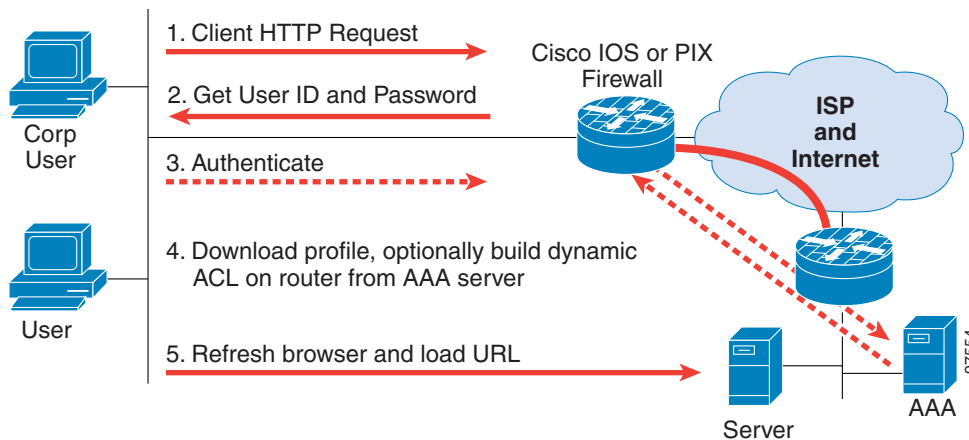 1. Client HTTP Request
Cisco IOS or PIX
Firewall
2. Get User ID and Password
ISP
and
Internet
Corp
User
3. Authenticate
4. Download profile, optionally build dynamic
ACL on router from AAA server
User
5. Refresh browser and load URL
Server
AAA